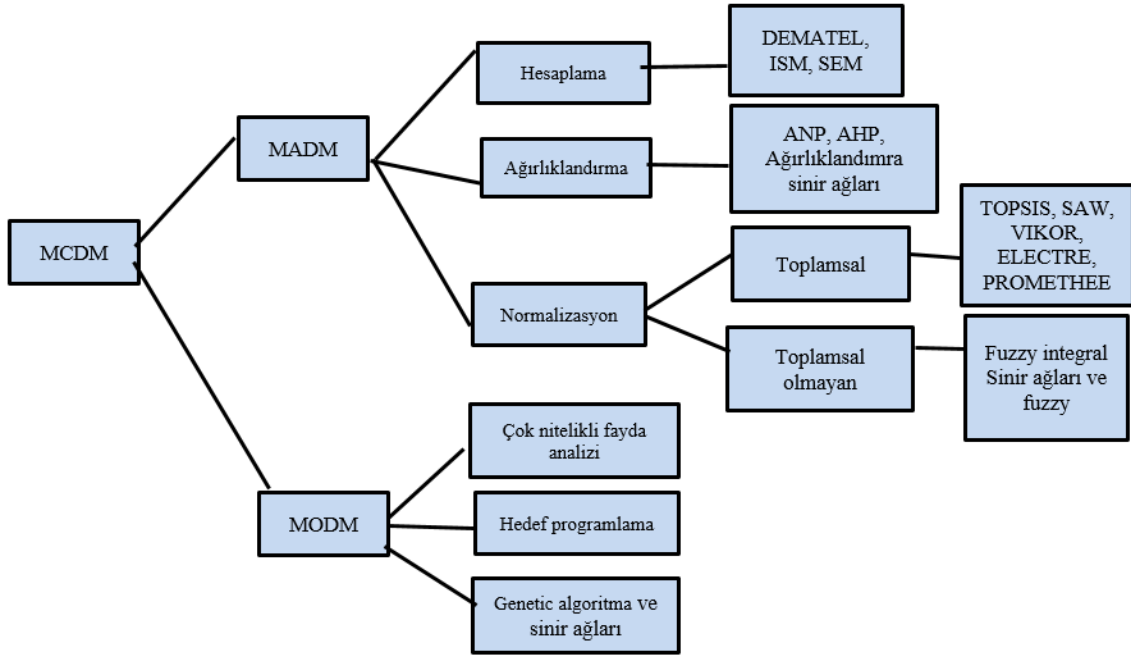 DEMATEL,
ISM, SEM
Hesaplama
MADM
Ağırlıklandırma
ANP, AHP,
Ağırlıklandımra
sinir ağları
MCDM
Normalizasyon
Toplamsal
TOPSIS, SAW,
VIKOR,
ELECTRE,
PROMETHEE
Toplamsal
olmayan
Fuzzy integral
Sinir ağları ve
fuzzy
Çok nitelikli fayda
analizi
MODM
Hedef programlama
Genetic algoritma ve
sinir ağları